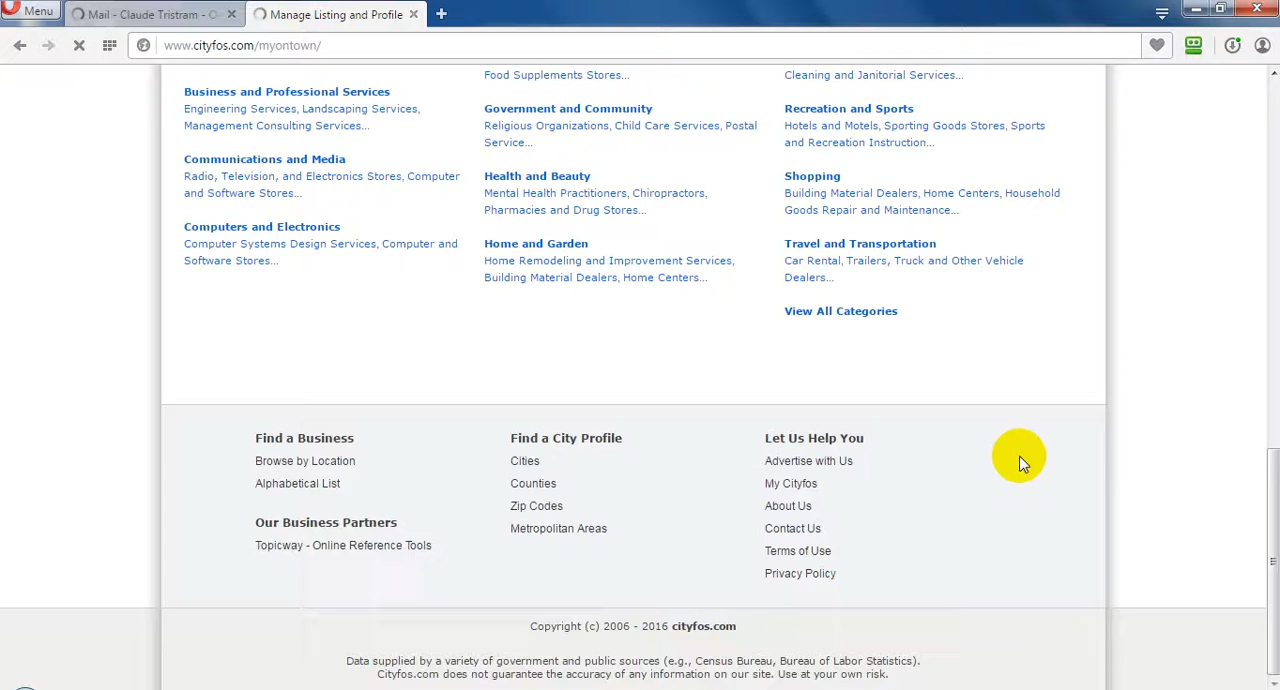 Menu
Mail - Claude Tristram - O
Manage Listing and Profile
www.cityfos.com/myontown/
Business and Professional Services
Engineering Services, Landscaping Services,
Management Consulting Services...
Communications and Media
Radio, Television, and Electronics Stores, Computer
and Software Stores...
Computers and Electronics
Computer Systems Design Services, Computer and
Software Stores...
Food Supplements Stores...
Government and Community
Religious Organizations, Child Care Services, Postal
Service...
Health and Beauty
Mental Health Practitioners, Chiropractors,
Pharmacies and Drug Stores...
Home and Garden
Home Remodeling and Improvement Services,
Building Material Dealers, Home Centers...
Cleaning and Janitorial Services...
Recreation and Sports
Hotels and Motels, Sporting Goods Stores, Sports
and Recreation Instruction...
Shopping
Building Material Dealers, Home Centers, Household
Goods Repair and Maintenance...
Travel and Transportation
Car Rental, Trailers, Truck and Other Vehicle
Dealers...
View All Categories
Find a Business
Browse by Location
Alphabetical List
Our Business Partners
Topicway - Online Reference Tools
Find a City Profile
Cities
Counties
Zip Codes
Metropolitan Areas
Let Us Help You
Advertise with Us
My Cityfos
About Us
Contact Us
Terms of Use
Privacy Policy
Copyright (c) 2006 - 2016 cityfos.com
Data supplied by a variety of government and public sources (e.g., Census Bureau, Bureau of Labor Statistics).
Cityfos.com does not guarantee the accuracy of any information on our site. Use at your own risk.